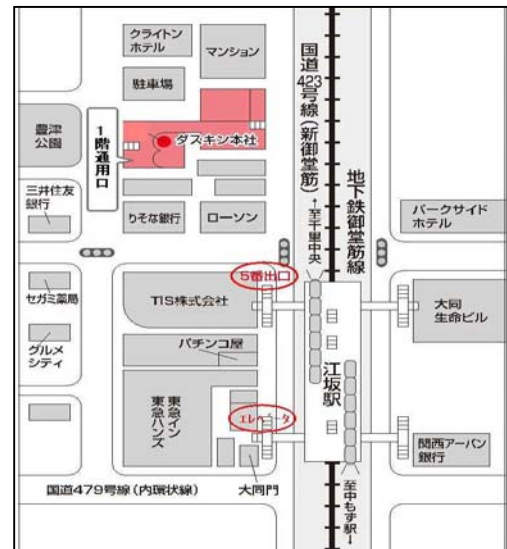 クライトン
ホテル
マンション
駐車場
豊津
公園
1階通用口
ダスキン本社
三井住友
銀行
りそな銀行
ローソン
国道423号線(新御堂筋)
↑至千里中央
地下鉄御堂筋線
パークサイド
ホテル
セガミ薬局
TIS株式会社
5番出口
大同
生命ビル
グルメ
シティ
パチンコ屋
江坂駅
東急イン
東急ハンズ
エレベータ
関西アーバン
銀行
国道479号線(内環状線)
大同門
至中もず駅↓